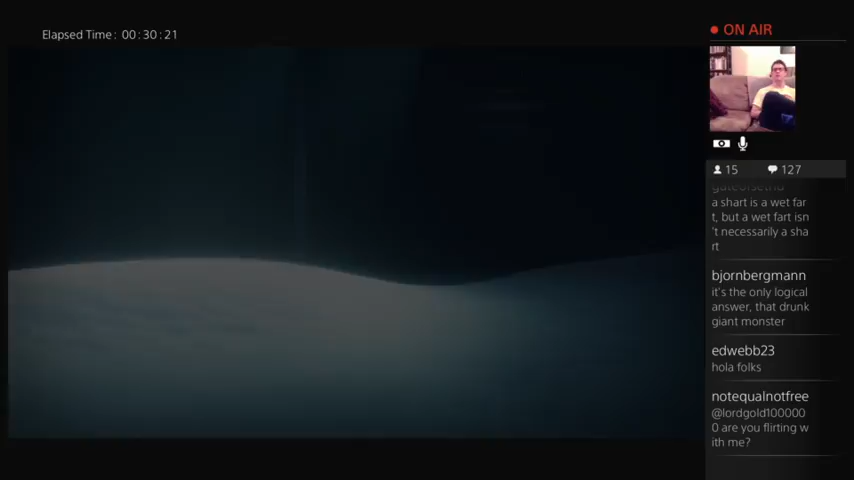 Elapsed Time: 00:30:21
ON AIR
15
127
a shart is a wet far
t, but a wet fart isn
't necessarily a sha
rt
bjornbergmann
it's the only logical
answer, that drunk
giant monster
edwebb23
hola folks
notequalnotfree
@lordgold100000
0 are you flirting w
ith me?